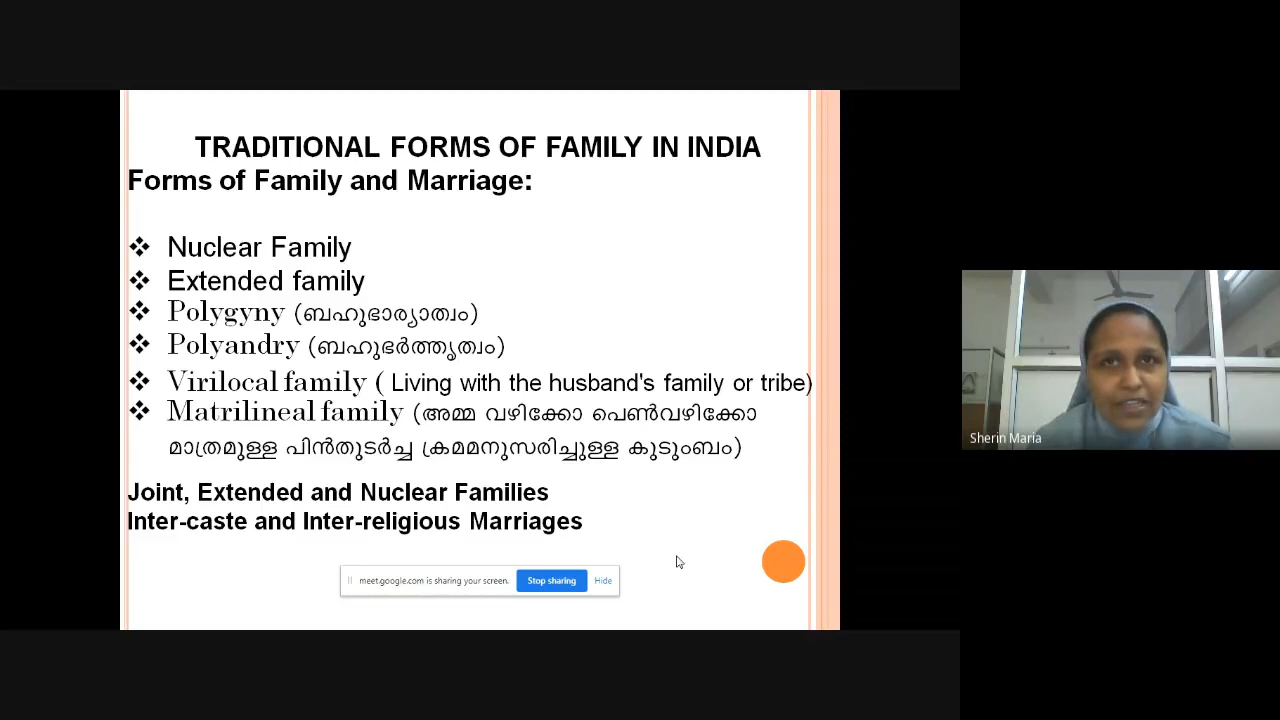 TRADITIONAL FORMS OF FAMILY IN INDIA
Forms of Family and Marriage:
❖ Nuclear Family
❖ Extended family
❖ Polygyny (ബഹുഭാര്യാത്വം)
❖ Polyandry (ബഹുഭർത്തൃത്വം)
❖ Virilocal family ( Living with the husband's family or tribe)
❖ Matrilineal family (അമ്മ വഴിക്കോ പെൺവഴിക്കോ
മാത്രമുള്ള പിൻതുടർച്ച ക്രമമനുസരിച്ചുള്ള കുടുംബം)
Joint, Extended and Nuclear Families
Inter-caste and Inter-religious Marriages
meet.google.com is sharing your screen. Stop sharing Hide
Sherin Maria